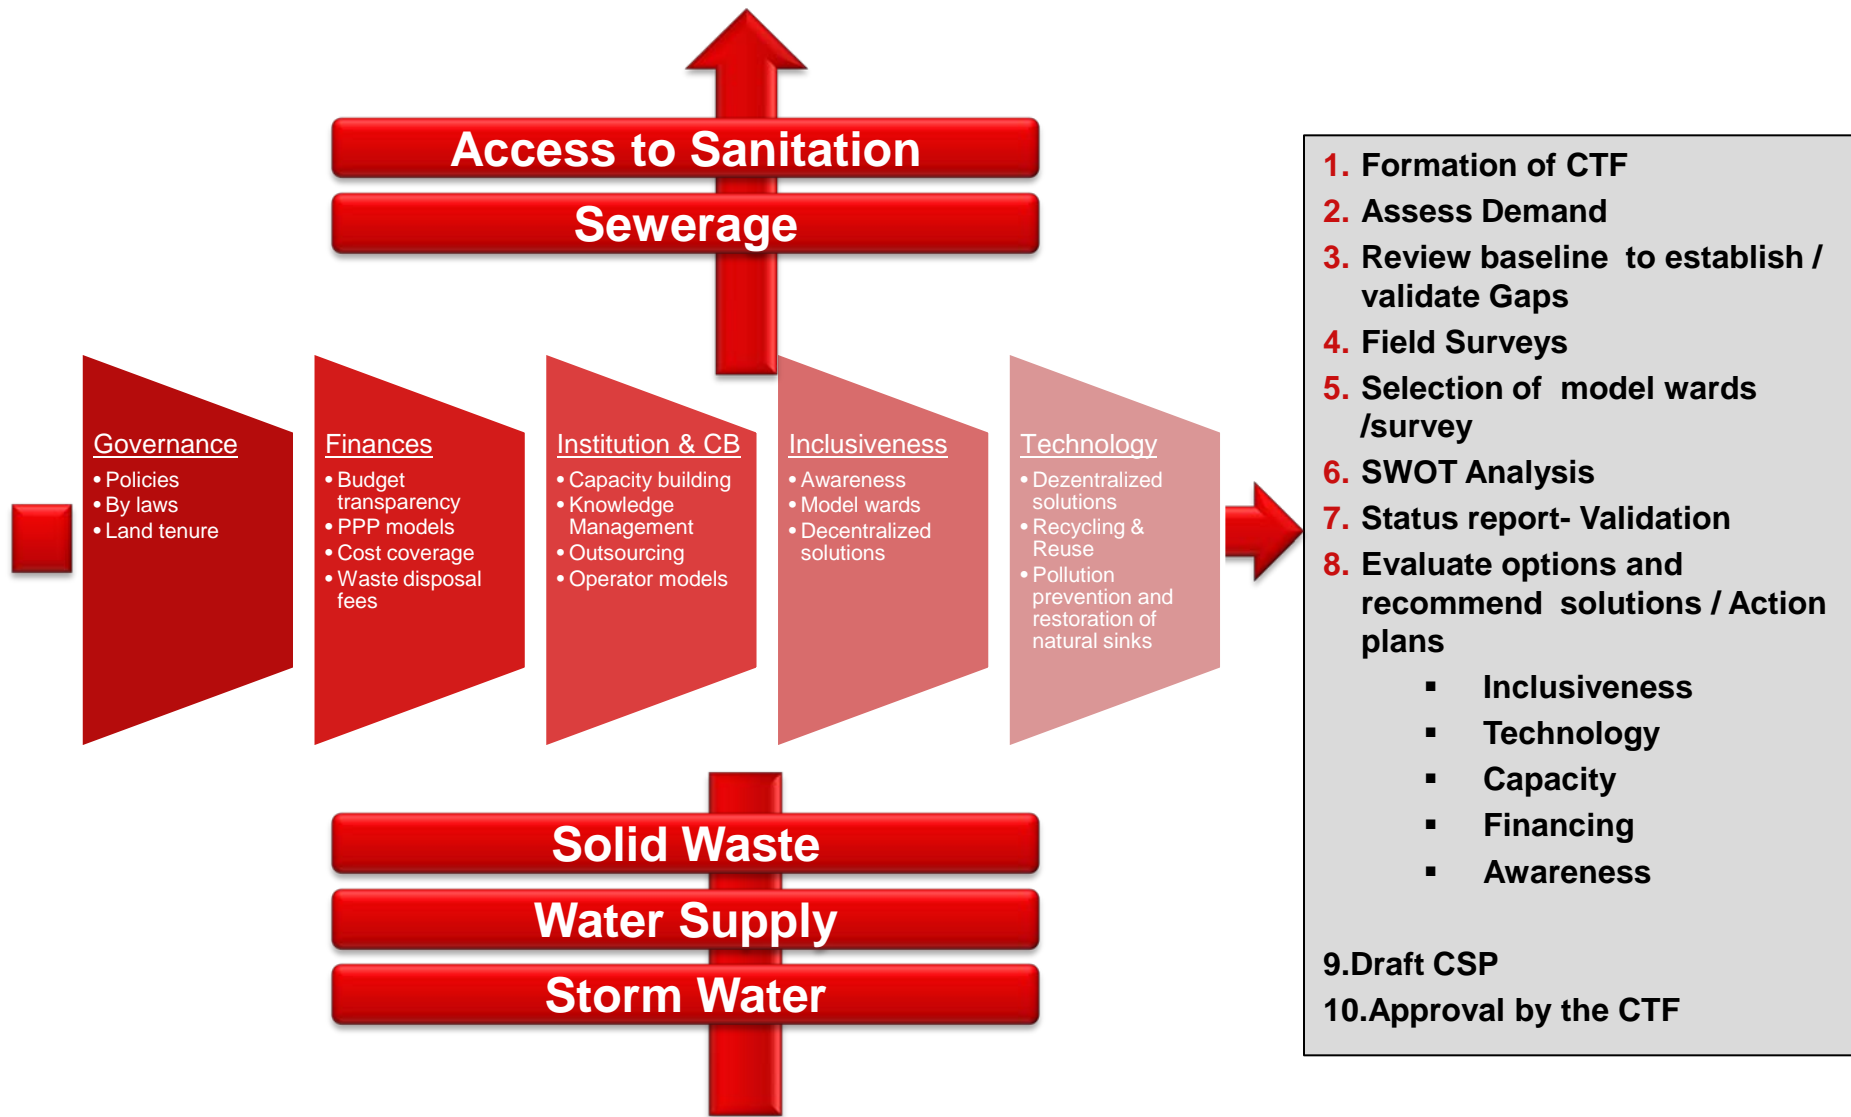 Access to Sanitation
Sewerage
Governance
• Policies
• By laws
• Land tenure
Finances
• Budget
transparency
• PPP models
• Cost coverage
• Waste disposal
fees
Institution & CB
• Capacity building
• Knowledge
Management
• Outsourcing
• Operator models
Inclusiveness
• Awareness
• Model wards
• Decentralized
solutions
Technology
• Dezentralized
solutions
• Recycling &
Reuse
• Pollution
prevention and
restoration of
natural sinks
Solid Waste
Water Supply
Storm Water
1. Formation of CTF
2. Assess Demand
3. Review baseline to establish /
validate Gaps
4. Field Surveys
5. Selection of model wards
/survey
6. SWOT Analysis
7. Status report- Validation
8. Evaluate options and
recommend solutions / Action
plans
▪ Inclusiveness
▪ Technology
▪ Capacity
▪ Financing
▪ Awareness
9.Draft CSP
10.Approval by the CTF